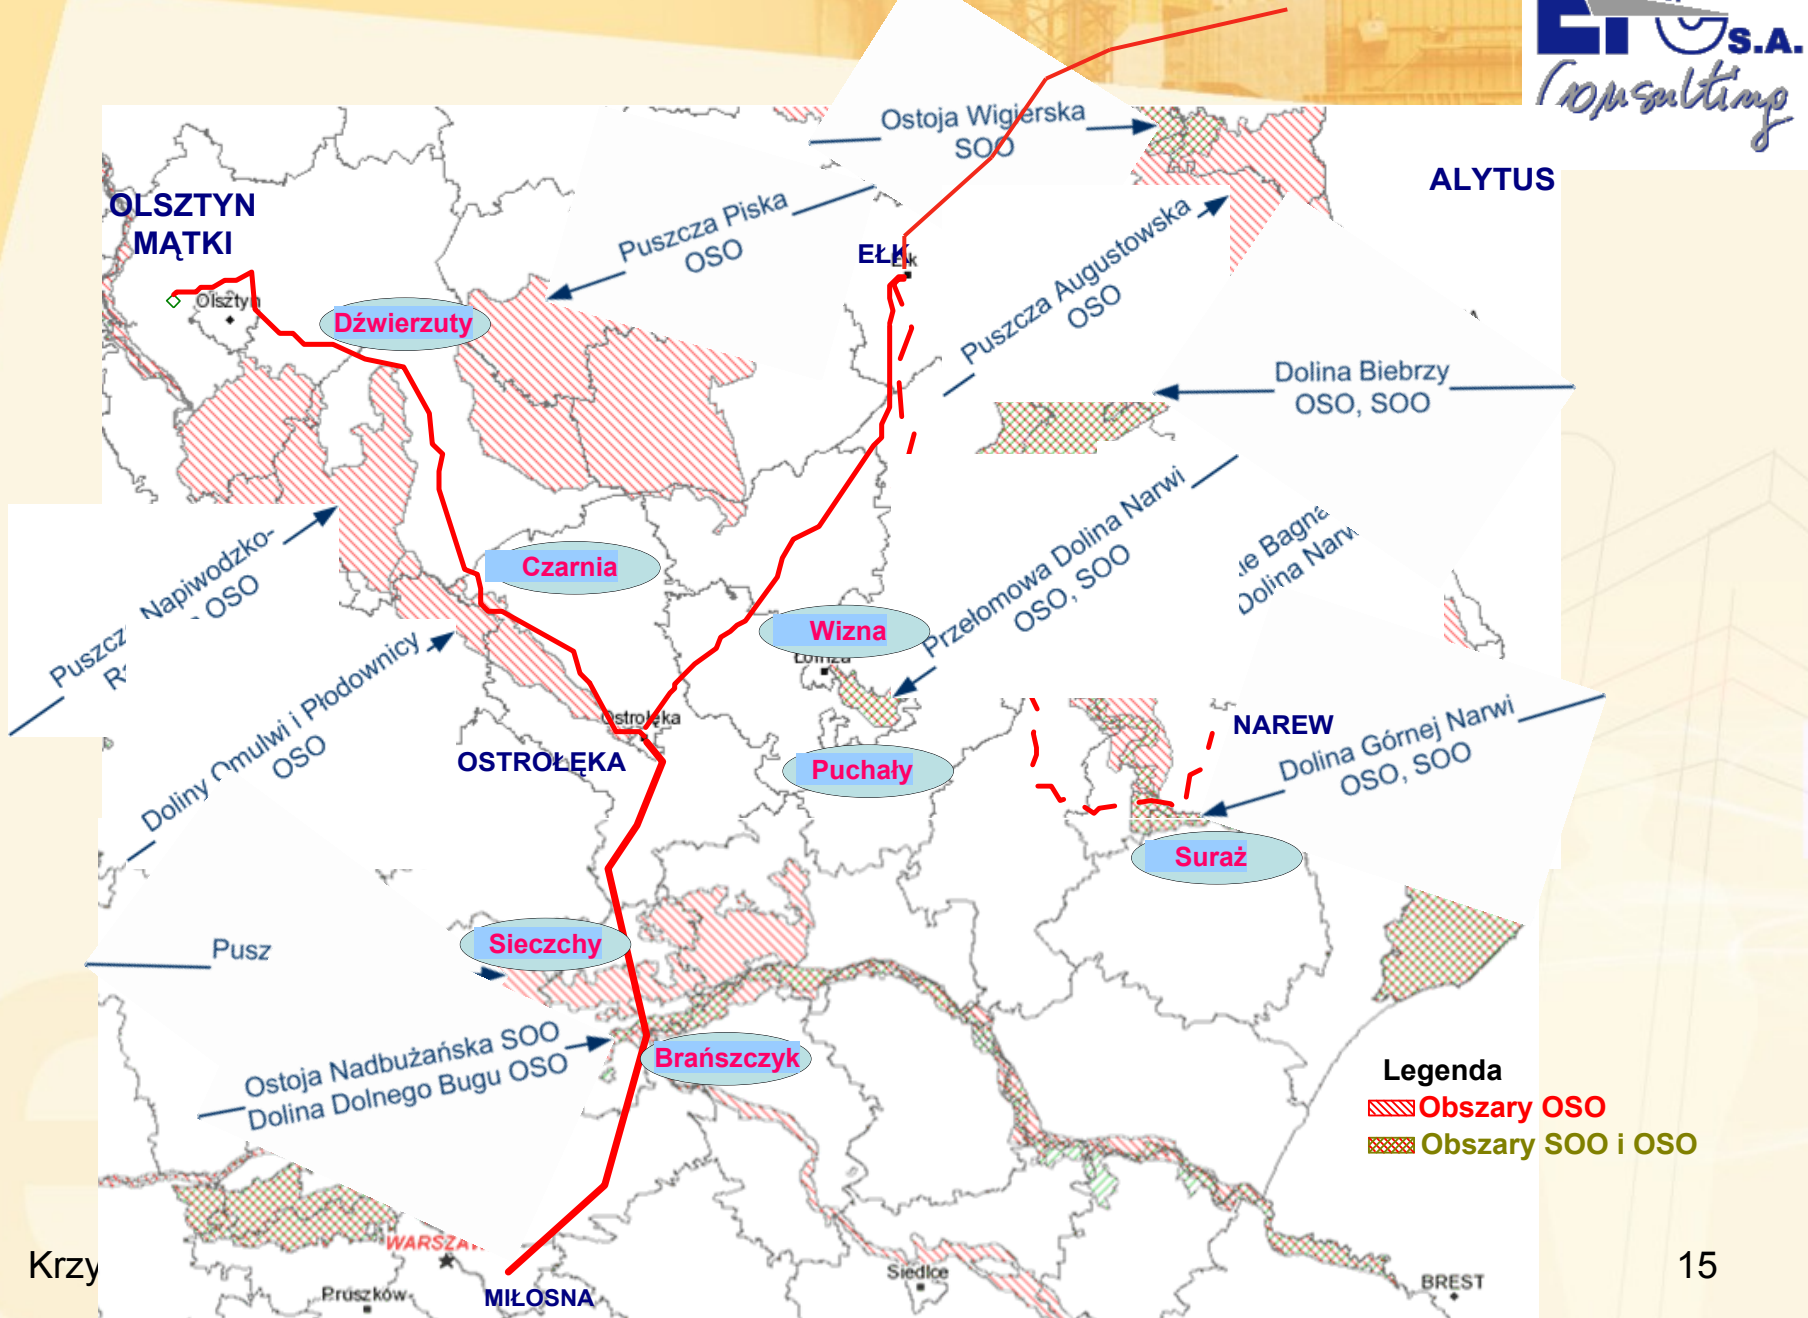 S.A.
Consulting
Ostoja Wigierska
SOO
ALYTUS
OLSZTYN
MĄTKI
Puszcza Piska
OSO
EŁK
Puszcza Augustowska
OSO
Olsztyn
Dźwierzuty
Dolina Biebrzy
OSO, SOO
Przełomowa Dolina Narwi
OSO, SOO
Bagna
Dolina
Napiwodzko-
OSO
Czarnia
Wizna
Doliny Omulwi i Płodownicy
OSO
Ostrołęka
OSTROŁĘKA
NAREW
Dolina Górnej Narwi
OSO, SOO
Puchały
Suraż
Sieczchy
Pusz
Ostoja Nadbużańska SOO
Dolina Dolnego Bugu OSO
Brańszczyk
Legenda
Obszary OSO
Obszary SOO i OSO
Krzy
Pruszków
MIŁOSNA
Siedlce
BREST
15